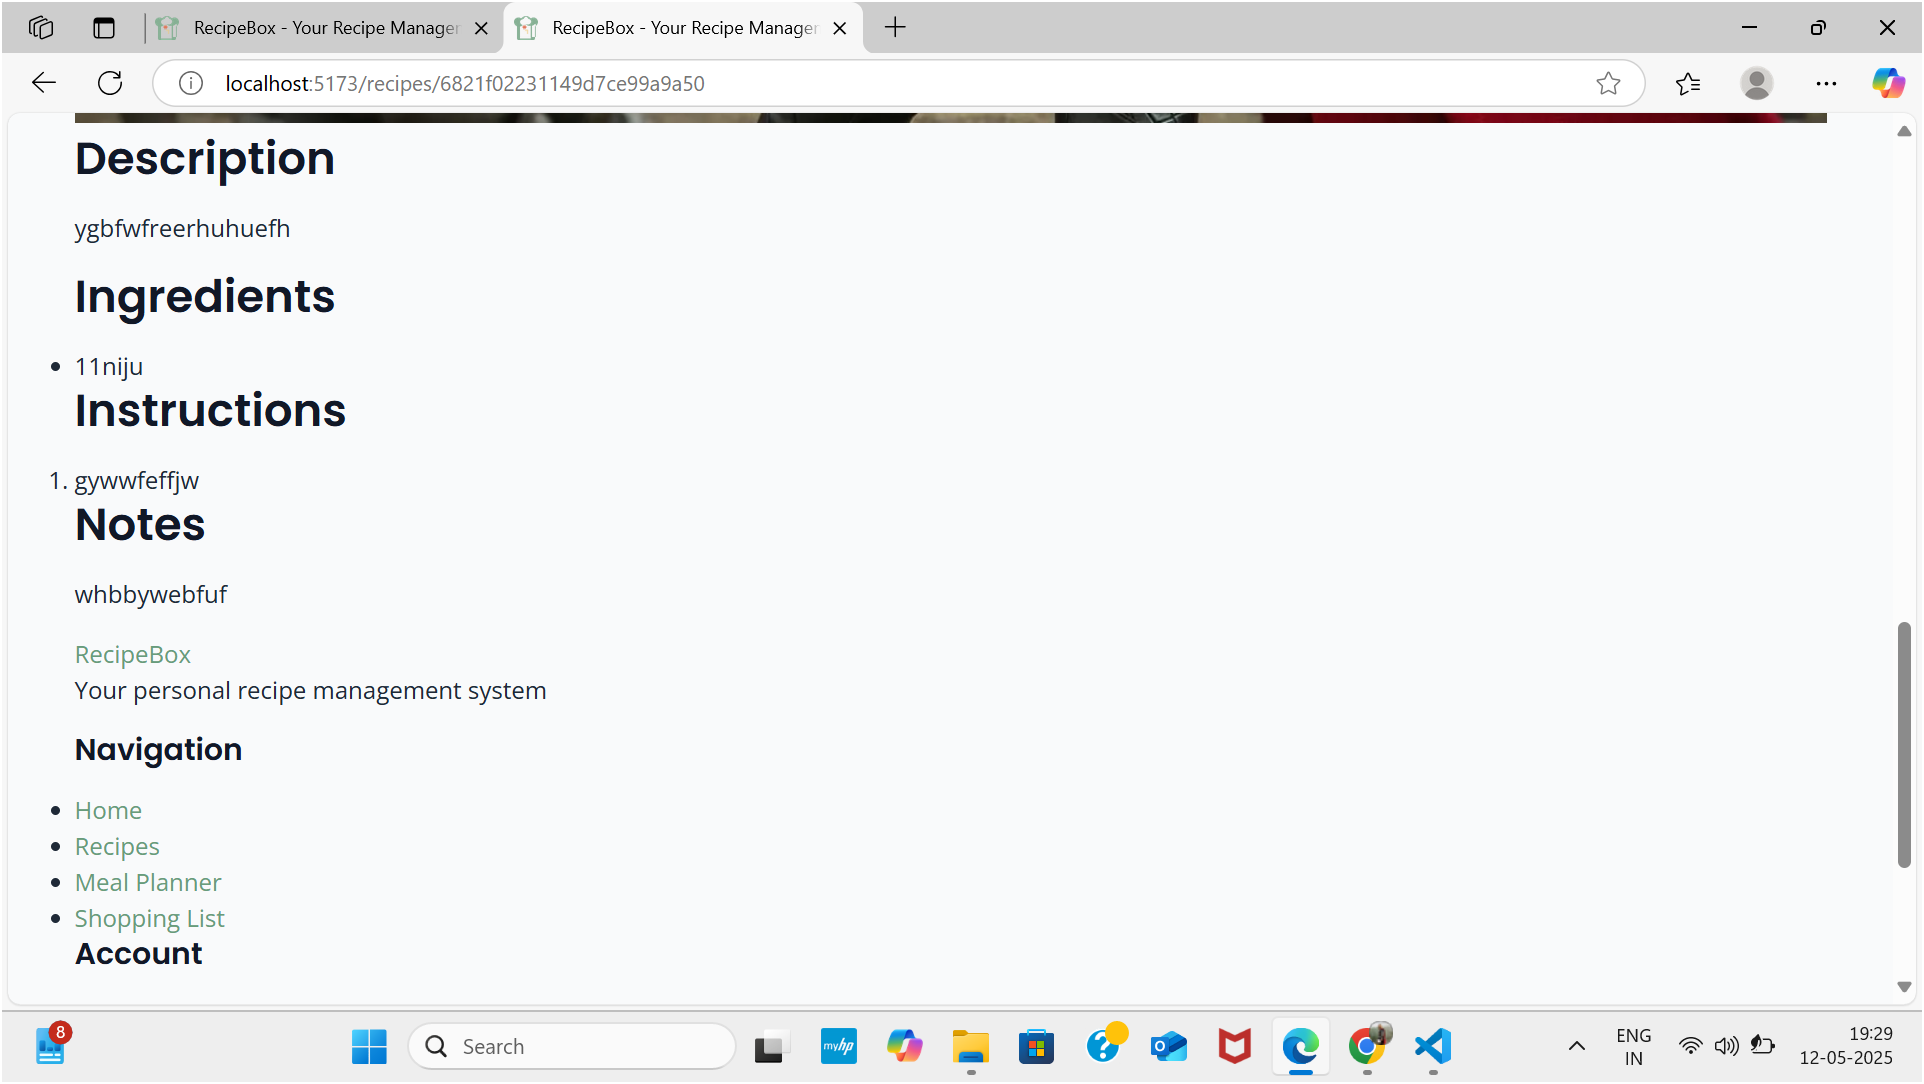 RecipeBox - Your Recipe Manager
RecipeBox - Your Recipe Manager
localhost:5173/recipes/6821f02231149d7ce99a9a50
Description
ygbfwfreerhuhuefh
Ingredients
• 11niju
Instructions
1. gywwfeffjw
Notes
whbbywebfuf
RecipeBox
Your personal recipe management system
Navigation
• Home
• Recipes
• Meal Planner
• Shopping List
Account
8
Search
myhp
ENG
IN
19:29
12-05-2025